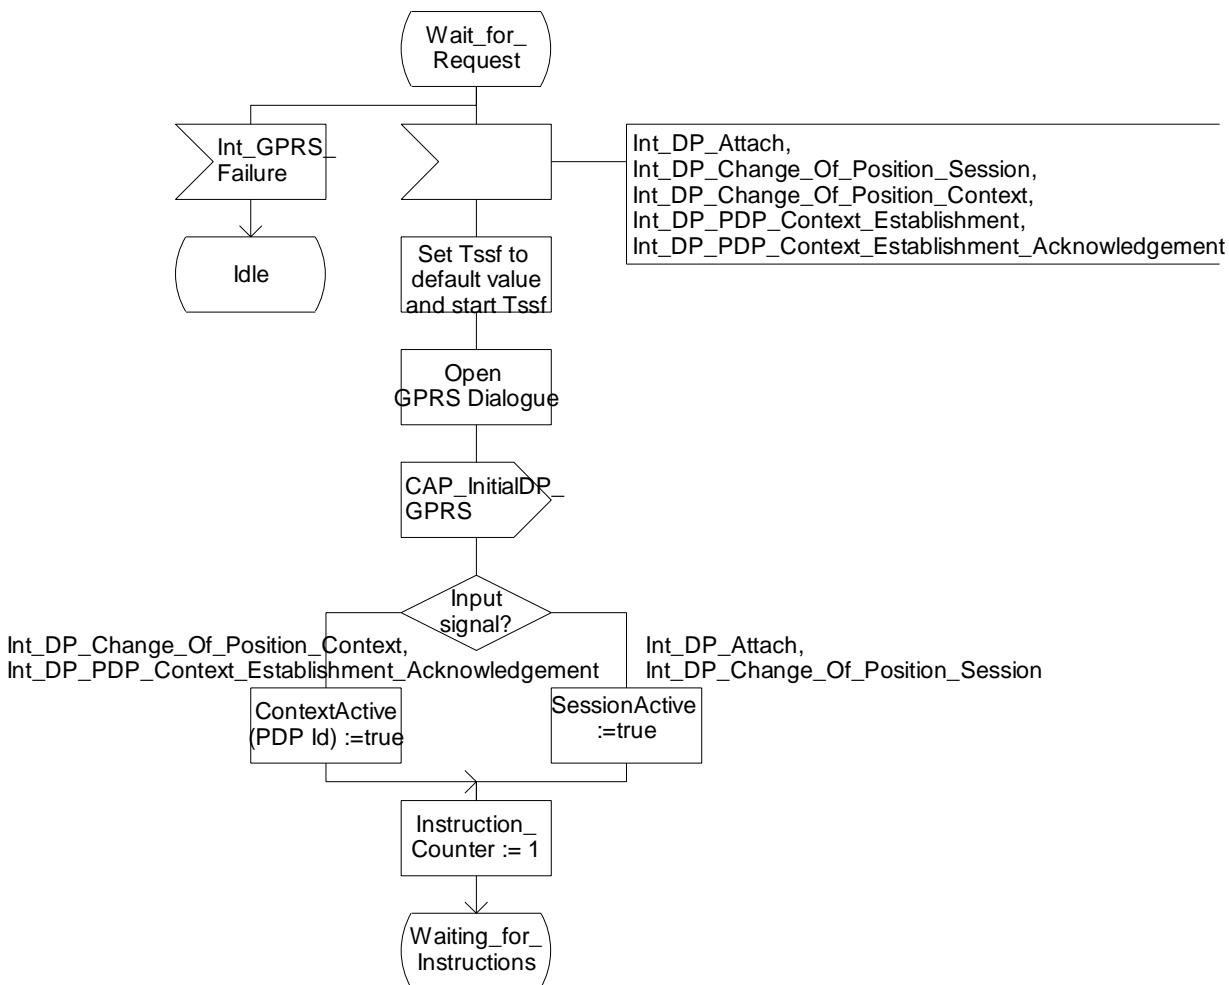 Wait_for_
Request
Int_GPRS_
Failure
Int_DP_Attach,
Int_DP_Change_Of_Position_Session,
Int_DP_Change_Of_Position_Context,
Int_DP_PDP_Context_Establishment,
Int_DP_PDP_Context_Establishment_Acknowledgement
Idle
Set Tssf to
default value
and start Tssf
Open
GPRS Dialogue
CAP_InitialDP_
GPRS
Input
signal?
Int_DP_Change_Of_Position_Context,
Int_DP_PDP_Context_Establishment_Acknowledgement
Int_DP_Attach,
Int_DP_Change_Of_Position_Session
ContextActive
(PDP Id) :=true
SessionActive
:=true
Instruction_
Counter := 1
Waiting_for_
Instructions